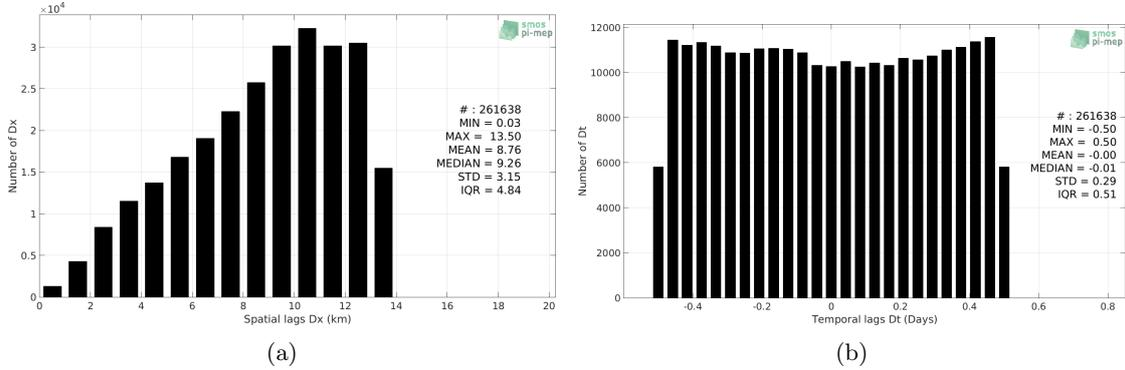 ×10⁴
3
2.5
2
1.5
1
0.5
0
Number of Dx
0 2 4 6 8 10 12 14 16 18 20
Spatial lags Dx (km)
smos
pi-mep
# : 261638
MIN = 0.03
MAX = 13.50
MEAN = 8.76
MEDIAN = 9.26
STD = 3.15
IQR = 4.84
(a)
12000
10000
8000
6000
4000
2000
0
Number of Dt
-0.4 -0.2 0 0.2 0.4 0.6 0.8
Temporal lags Dt (Days)
smos
pi-mep
# : 261638
MIN = -0.50
MAX = 0.50
MEAN = -0.00
MEDIAN = -0.01
STD = 0.29
IQR = 0.51
(b)